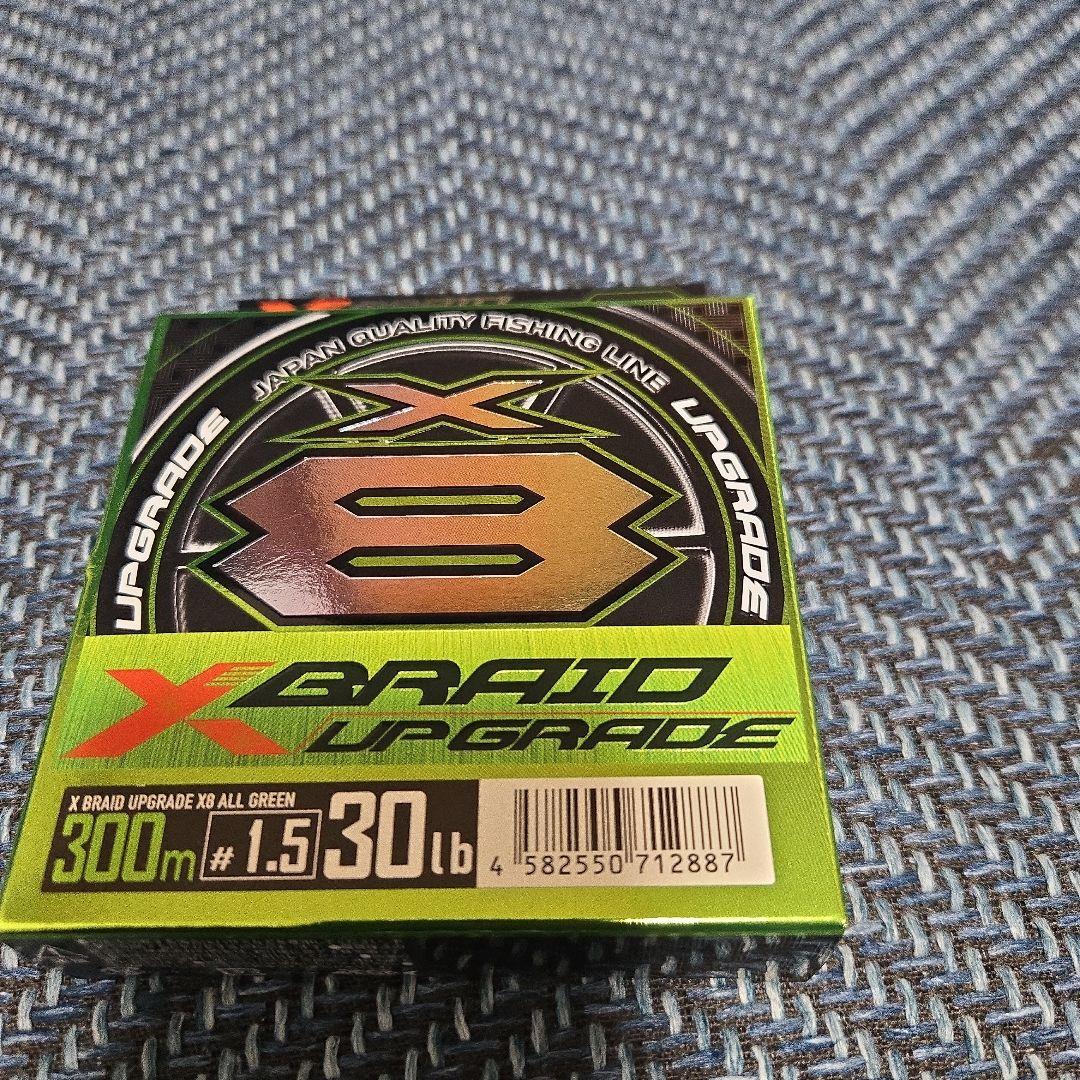 JAPAN QUALITY FISHING LINE
UPGRADE
UPGRADE
X
8
XBRAID
UPGRADE
X BRAID UPGRADE X8 ALL GREEN
300m #1.5 30lb
4 582550 712887